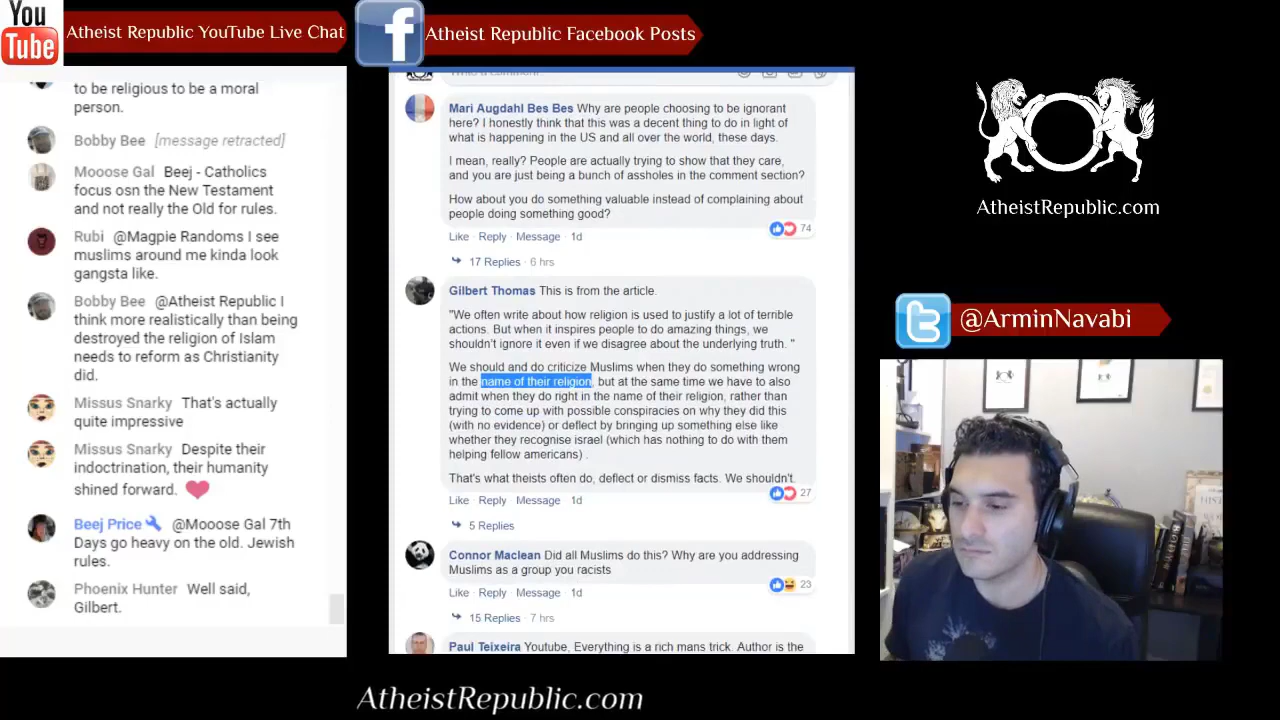 You
Tube
Atheist Republic YouTube Live Chat
f
Atheist Republic Facebook Posts
to be religious to be a moral
person.
Bobby Bee [message retracted]
Mooose Gal Beej - Catholics
focus osn the New Testament
and not really the Old for rules.
Rubi @Magpie Randoms I see
muslims around me kinda look
gangsta like.
Bobby Bee @Atheist Republic I
think more realistically than being
destroyed the religion of Islam
needs to reform as Christianity
did.
Missus Snarky That's actually
quite impressive
Missus Snarky Despite their
indoctrination, their humanity
shined forward.
Beej Price @Mooose Gal 7th
Days go heavy on the old. Jewish
rules.
Phoenix Hunter Well said,
Gilbert.
Mari Augdahl Bes Bes Why are people choosing to be ignorant
here? I honestly think that this was a decent thing to do in light of
what is happening in the US and all over the world, these days.
I mean, really? People are actually trying to show that they care,
and you are just being a bunch of assholes in the comment section?
How about you do something valuable instead of complaining about
people doing something good?
74
Like · Reply · Message · 1d
17 Replies · 6 hrs
Gilbert Thomas This is from the article.
"We often write about how religion is used to justify a lot of terrible
actions. But when it inspires people to do amazing things, we
shouldn't ignore it even if we disagree about the underlying truth. "
We should and do criticize Muslims when they do something wrong
in the name of their religion, but at the same time we have to also
admit when they do right in the name of their religion, rather than
trying to come up with possible conspiracies on why they did this
(with no evidence) or deflect by bringing up something else like
whether they recognise israel (which has nothing to do with them
helping fellow americans) .
That's what theists often do, deflect or dismiss facts. We shouldn't.
27
Like · Reply · Message · 1d
5 Replies
Connor Maclean Did all Muslims do this? Why are you addressing
Muslims as a group you racists
23
Like · Reply · Message · 1d
15 Replies · 7 hrs
Paul Teixeira Youtube, Everything is a rich mans trick. Author is the
AtheistRepublic.com
@ArminNavabi
AtheistRepublic.com